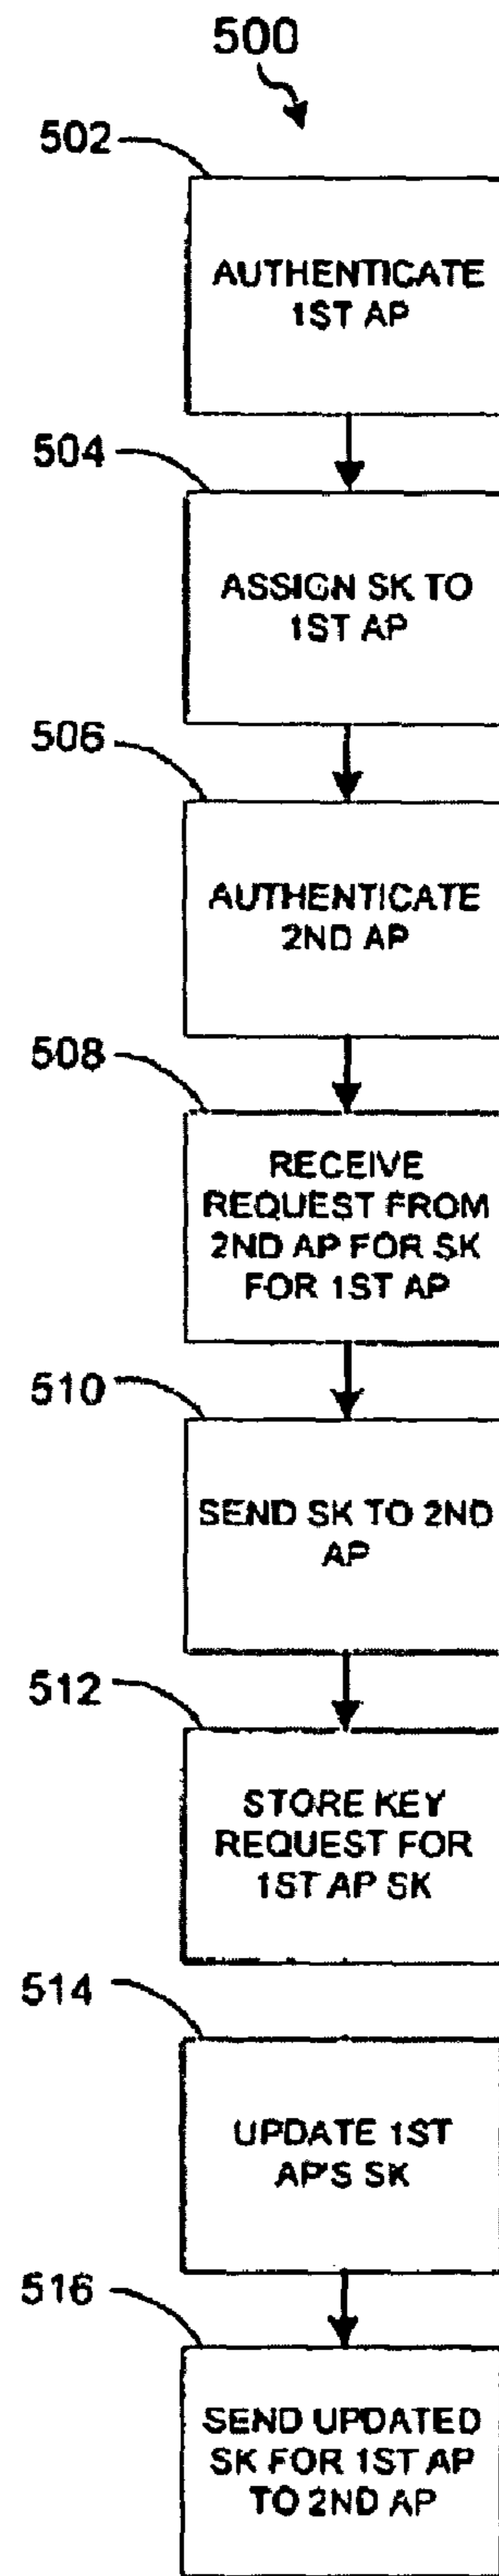 500
502
AUTHENTICATE
1ST AP
504
ASSIGN SK TO
1ST AP
506
AUTHENTICATE
2ND AP
508
RECEIVE
REQUEST FROM
2ND AP FOR SK
FOR 1ST AP
510
SEND SK TO 2ND
AP
512
STORE KEY
REQUEST FOR
1ST AP SK
514
UPDATE 1ST
AP'S SK
516
SEND UPDATED
SK FOR 1ST AP
TO 2ND AP